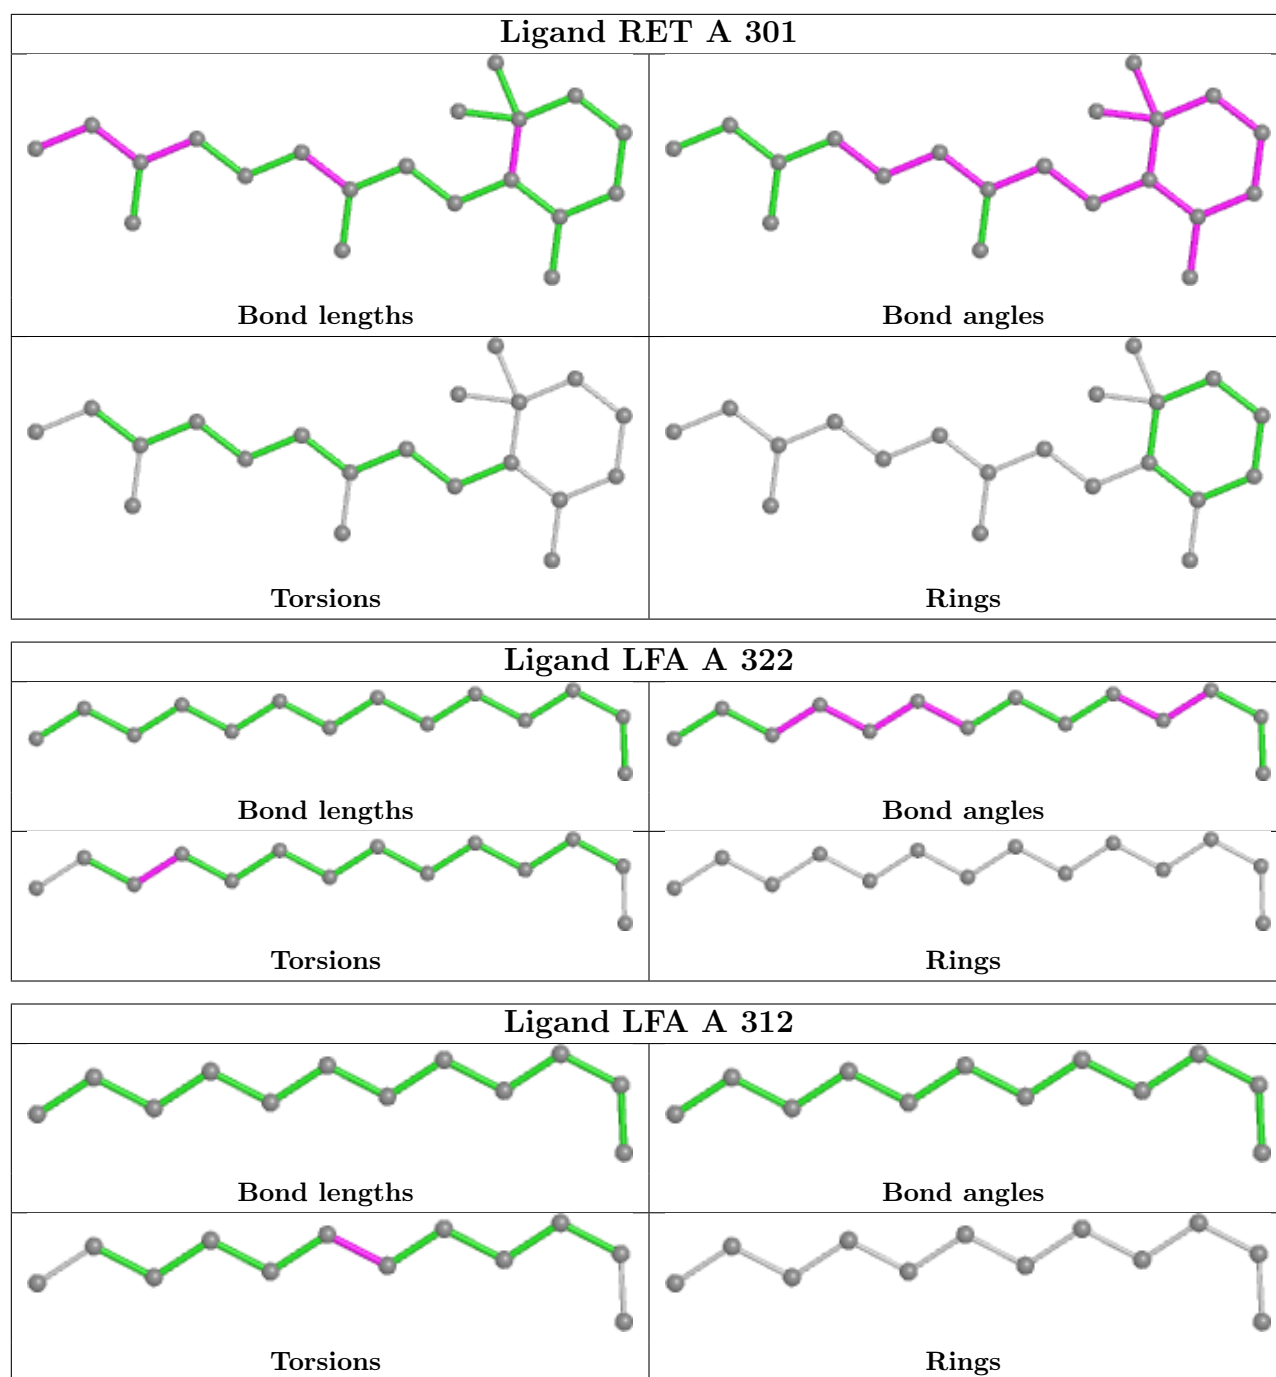 Ligand RET A 301
Bond lengths
Bond angles
Torsions
Rings
Ligand LFA A 322
Bond lengths
Bond angles
Torsions
Rings
Ligand LFA A 312
Bond lengths
Bond angles
Torsions
Rings